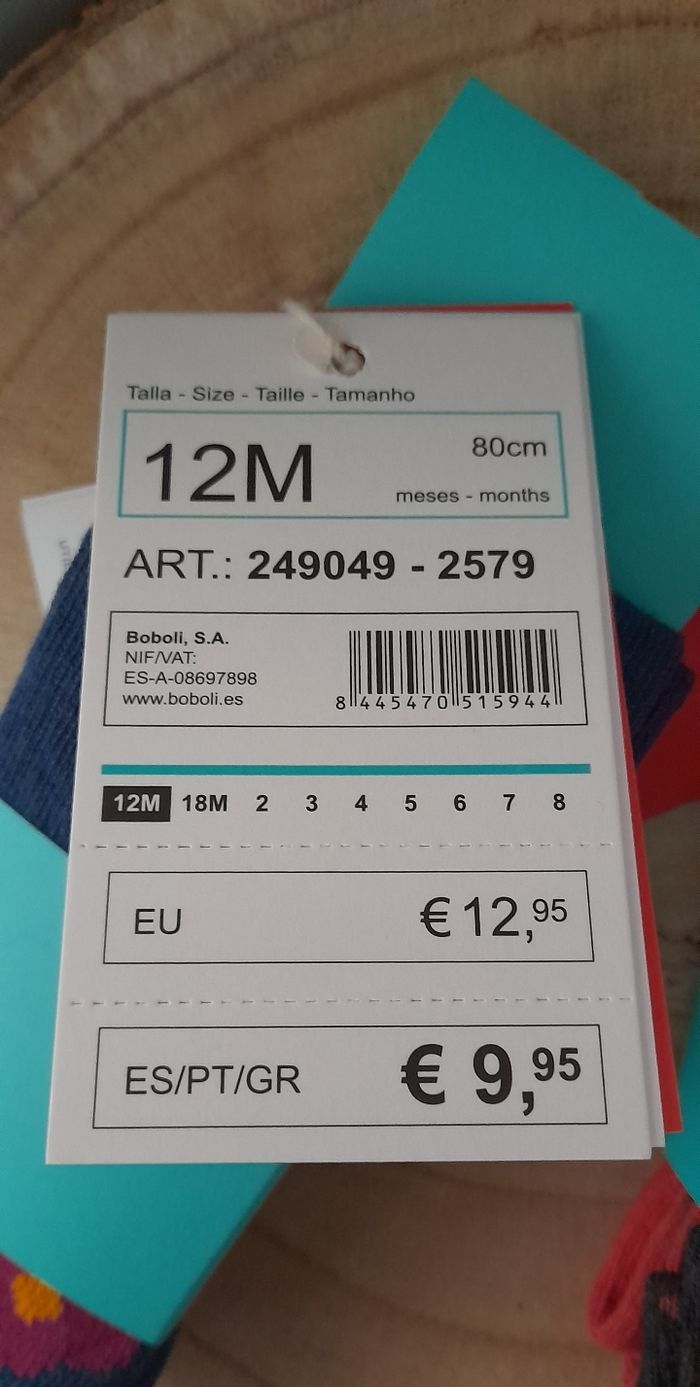 Talla - Size - Taille - Tamanho
12M
80cm
meses - months
ART.: 249049 - 2579
Boboli, S.A.
NIF/VAT:
ES-A-08697898
www.boboli.es
8 445470 515944
12M 18M 2 3 4 5 6 7 8
EU € 12,95
ES/PT/GR € 9,95